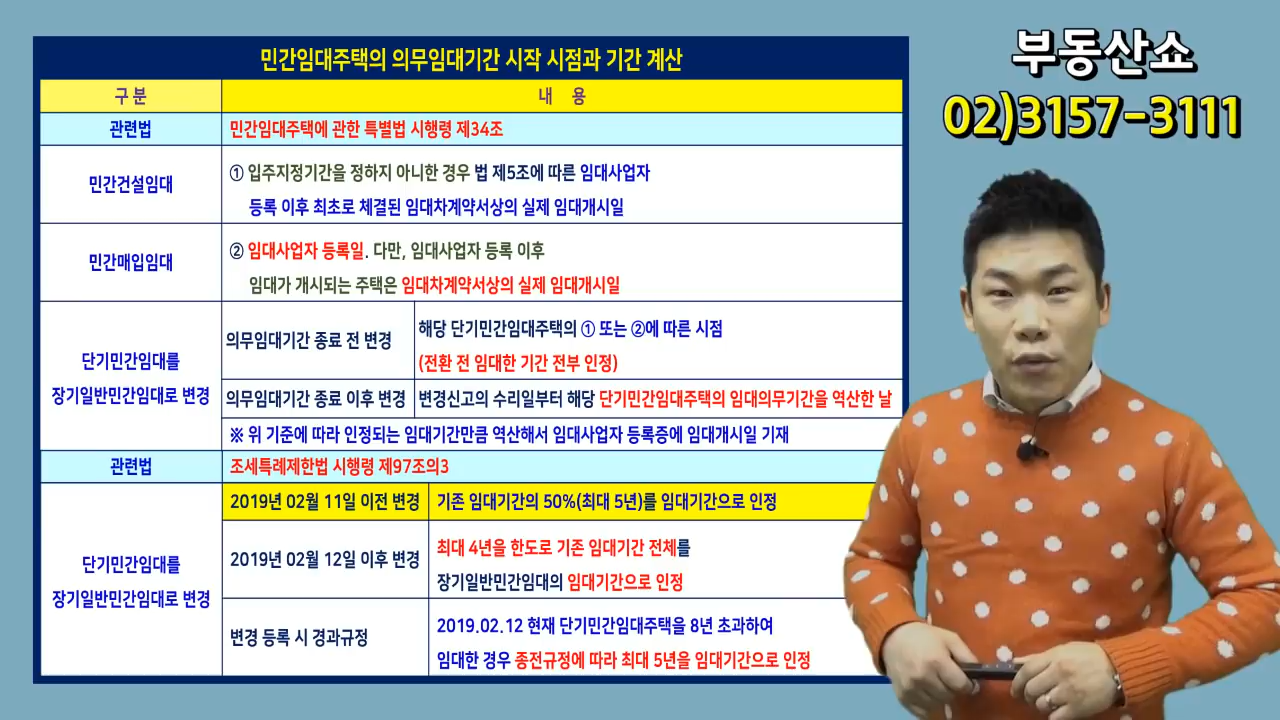 부동산쇼
02)3157-3111
민간임대주택의 의무임대기간 시작 시점과 기간 계산
구 분
내 용
관련법
민간임대주택에 관한 특별법 시행령 제34조
민간건설임대
① 입주지정기간을 정하지 아니한 경우 법 제5조에 따른 임대사업자
등록 이후 최초로 체결된 임대차계약서상의 실제 임대개시일
민간매입임대
② 임대사업자 등록일. 다만, 임대사업자 등록 이후
임대가 개시되는 주택은 임대차계약서상의 실제 임대개시일
단기민간임대를
장기일반민간임대로 변경
의무임대기간 종료 전 변경
해당 단기민간임대주택의 ① 또는 ②에 따른 시점
(전환 전 임대한 기간 전부 인정)
의무임대기간 종료 이후 변경
변경신고의 수리일부터 해당 단기민간임대주택의 임대의무기간을 역산한 날
※ 위 기준에 따라 인정되는 임대기간만큼 역산해서 임대사업자 등록증에 임대개시일 기재
관련법
조세특례제한법 시행령 제97조의3
단기민간임대를
장기일반민간임대로 변경
2019년 02월 11일 이전 변경
기존 임대기간의 50%(최대 5년)를 임대기간으로 인정
2019년 02월 12일 이후 변경
최대 4년을 한도로 기존 임대기간 전체를
장기일반민간임대의 임대기간으로 인정
변경 등록 시 경과규정
2019.02.12 현재 단기민간임대주택을 8년 초과하여
임대한 경우 종전규정에 따라 최대 5년을 임대기간으로 인정